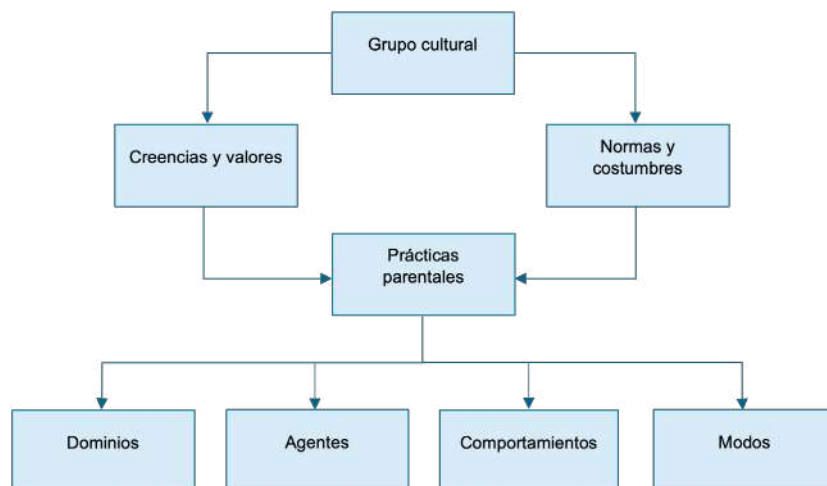 Grupo cultural
Creencias y valores
Normas y
costumbres
Prácticas
parentales
Dominios
Agentes
Comportamientos
Modos